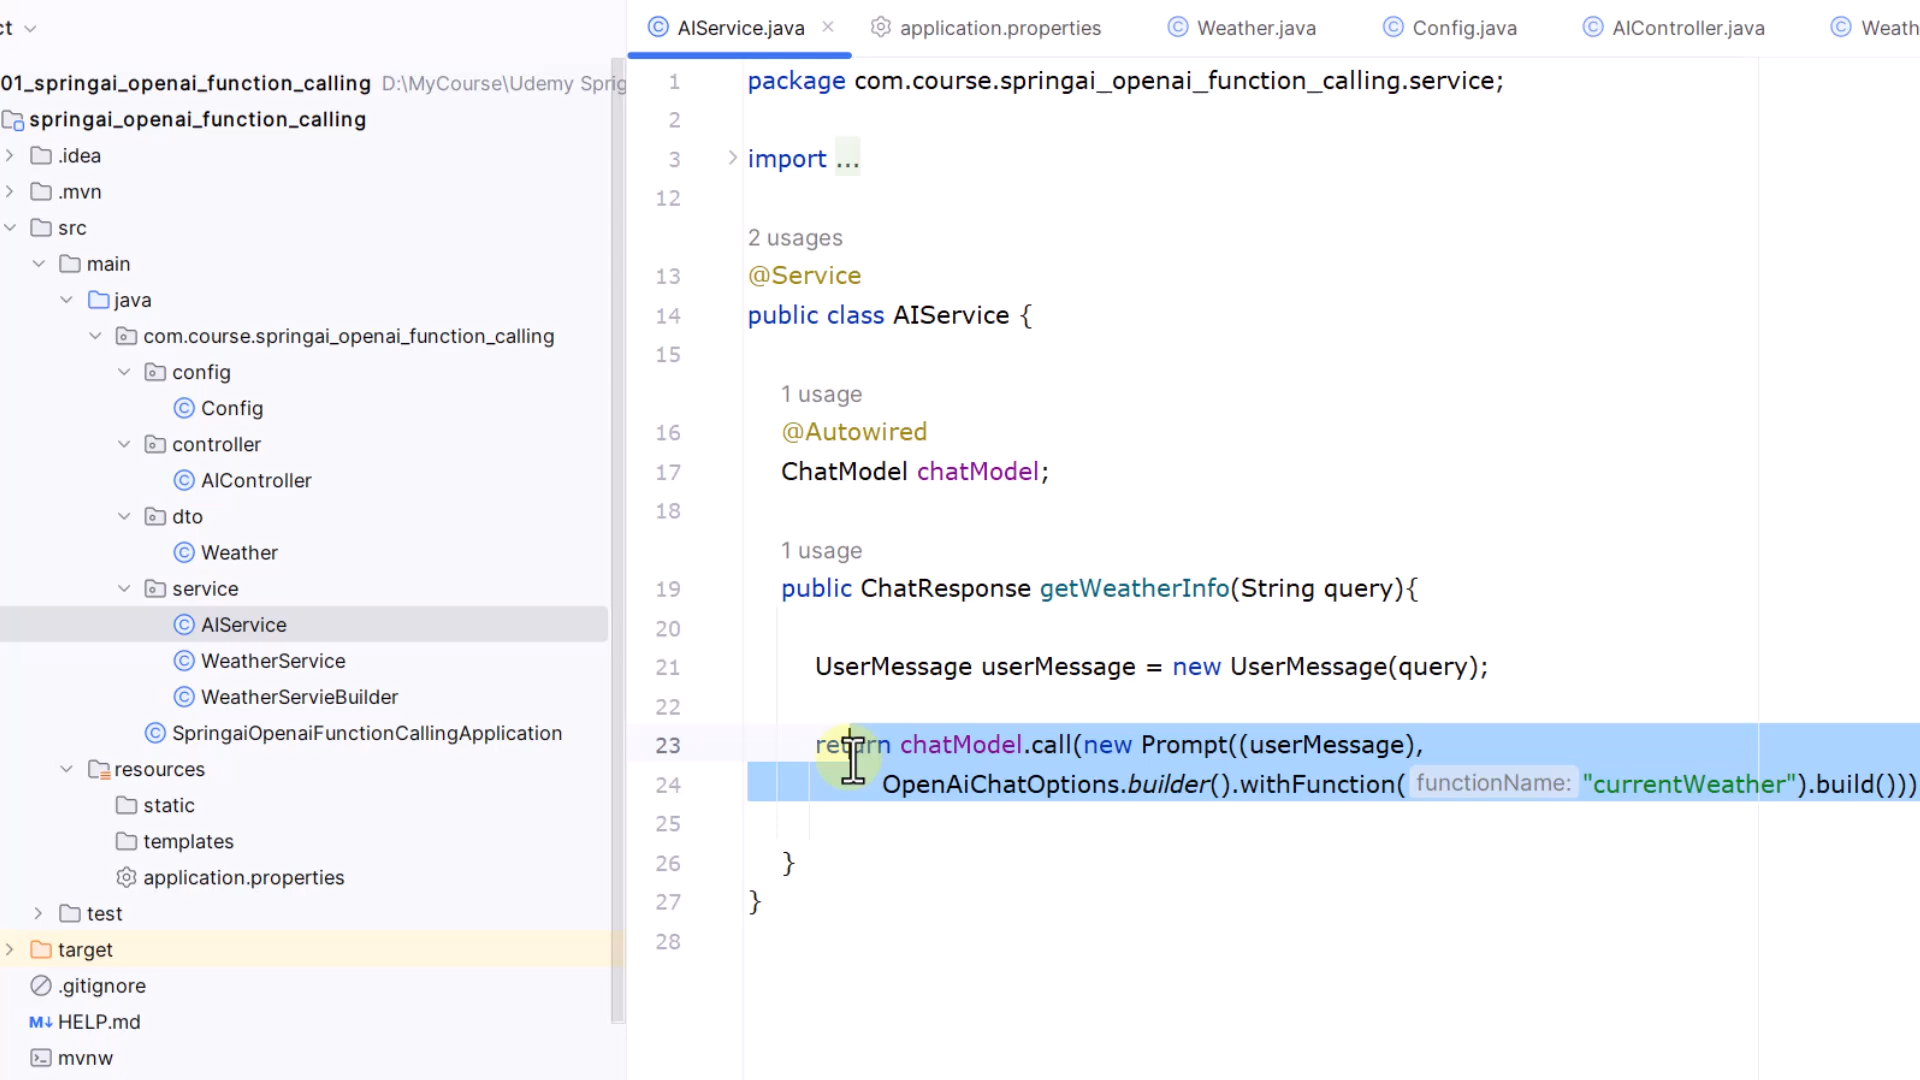 ct
01_springai_openai_function_calling D:\MyCourse\Udemy Sprig
springai_openai_function_calling
.idea
.mvn
src
main
java
com.course.springai_openai_function_calling
config
Config
controller
AIController
dto
Weather
service
AIService
WeatherService
WeatherServieBuilder
SpringaiOpenaiFunctionCallingApplication
resources
static
templates
application.properties
test
target
.gitignore
M↓ HELP.md
mvnw
AIService.java application.properties Weather.java Config.java AIController.java Weath
1 package com.course.springai_openai_function_calling.service;
2
3 import ...
12
2 usages
13 @Service
14 public class AIService {
15
1 usage
16 @Autowired
17 ChatModel chatModel;
18
1 usage
19 public ChatResponse getWeatherInfo(String query){
20
21 UserMessage userMessage = new UserMessage(query);
22
23 return chatModel.call(new Prompt((userMessage),
24 OpenAiChatOptions.builder().withFunction( functionName: "currentWeather").build()))
25
26 }
27 }
28